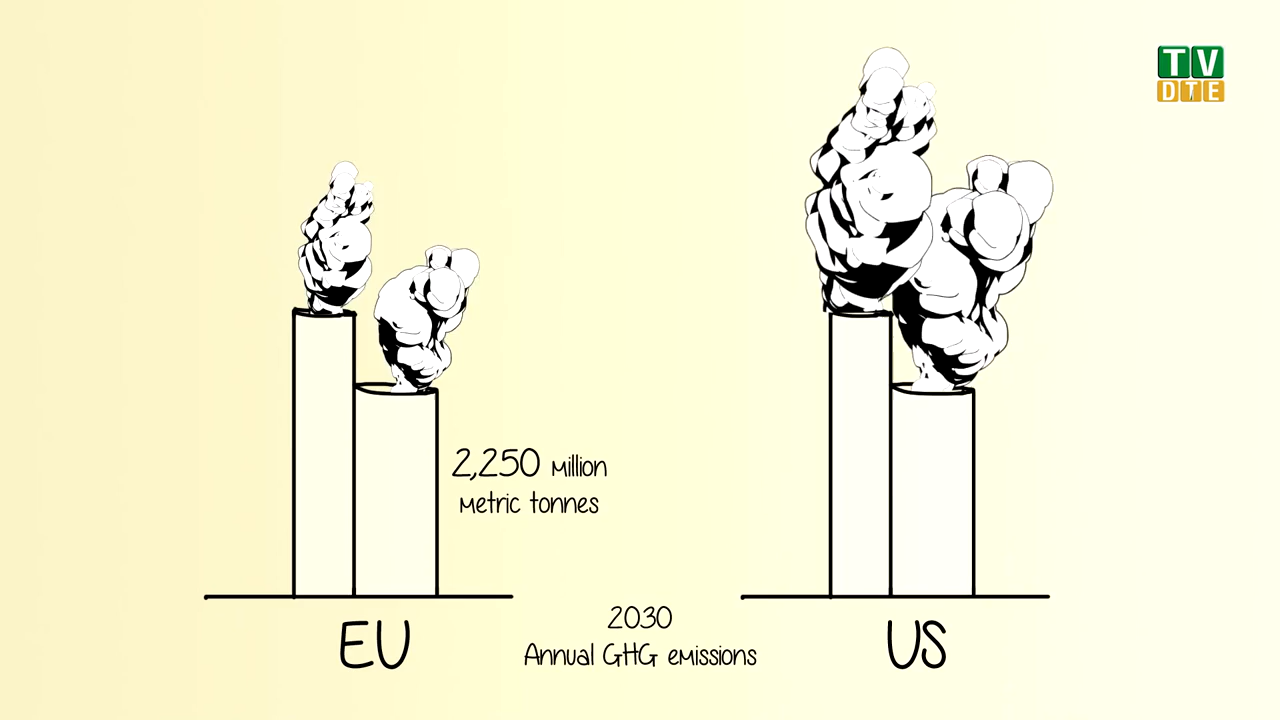 TV
DTE
2,250 million
metric tonnes
2030
Annual GHG emissions
EU
US